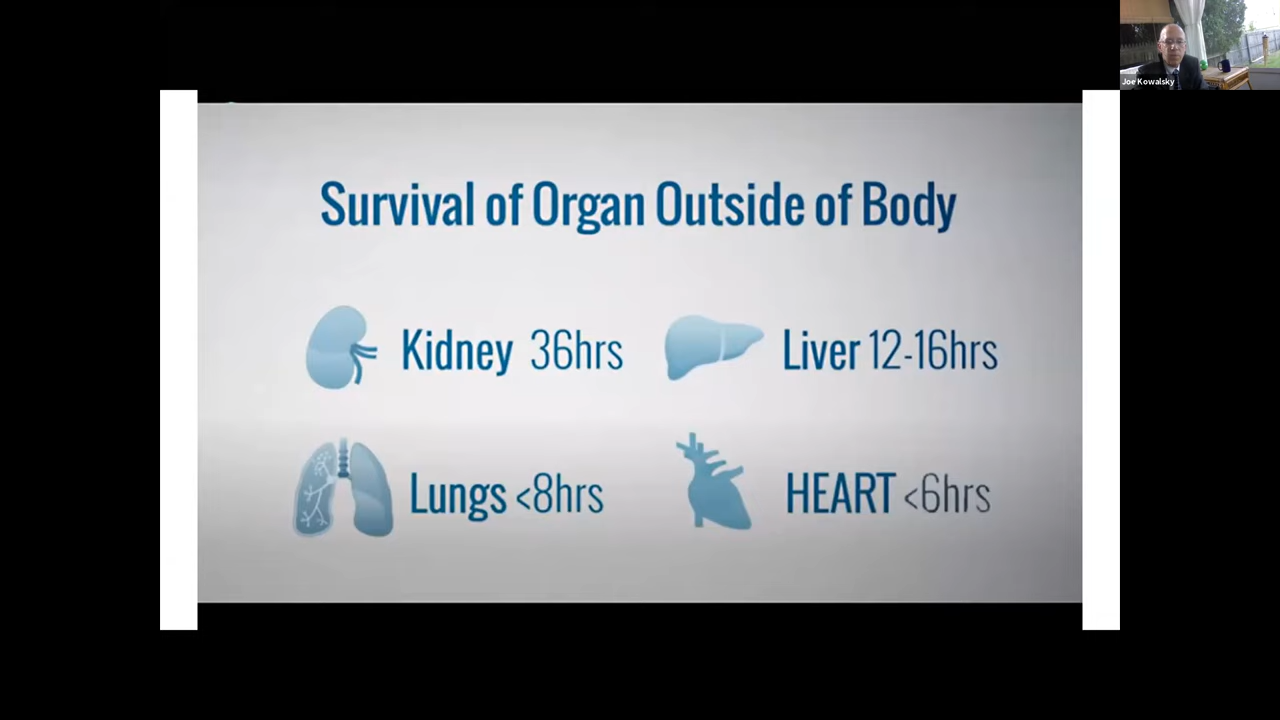 Joe Kowalsky
Survival of Organ Outside of Body
Kidney 36hrs
Liver 12-16hrs
Lungs <8hrs
HEART <6hrs